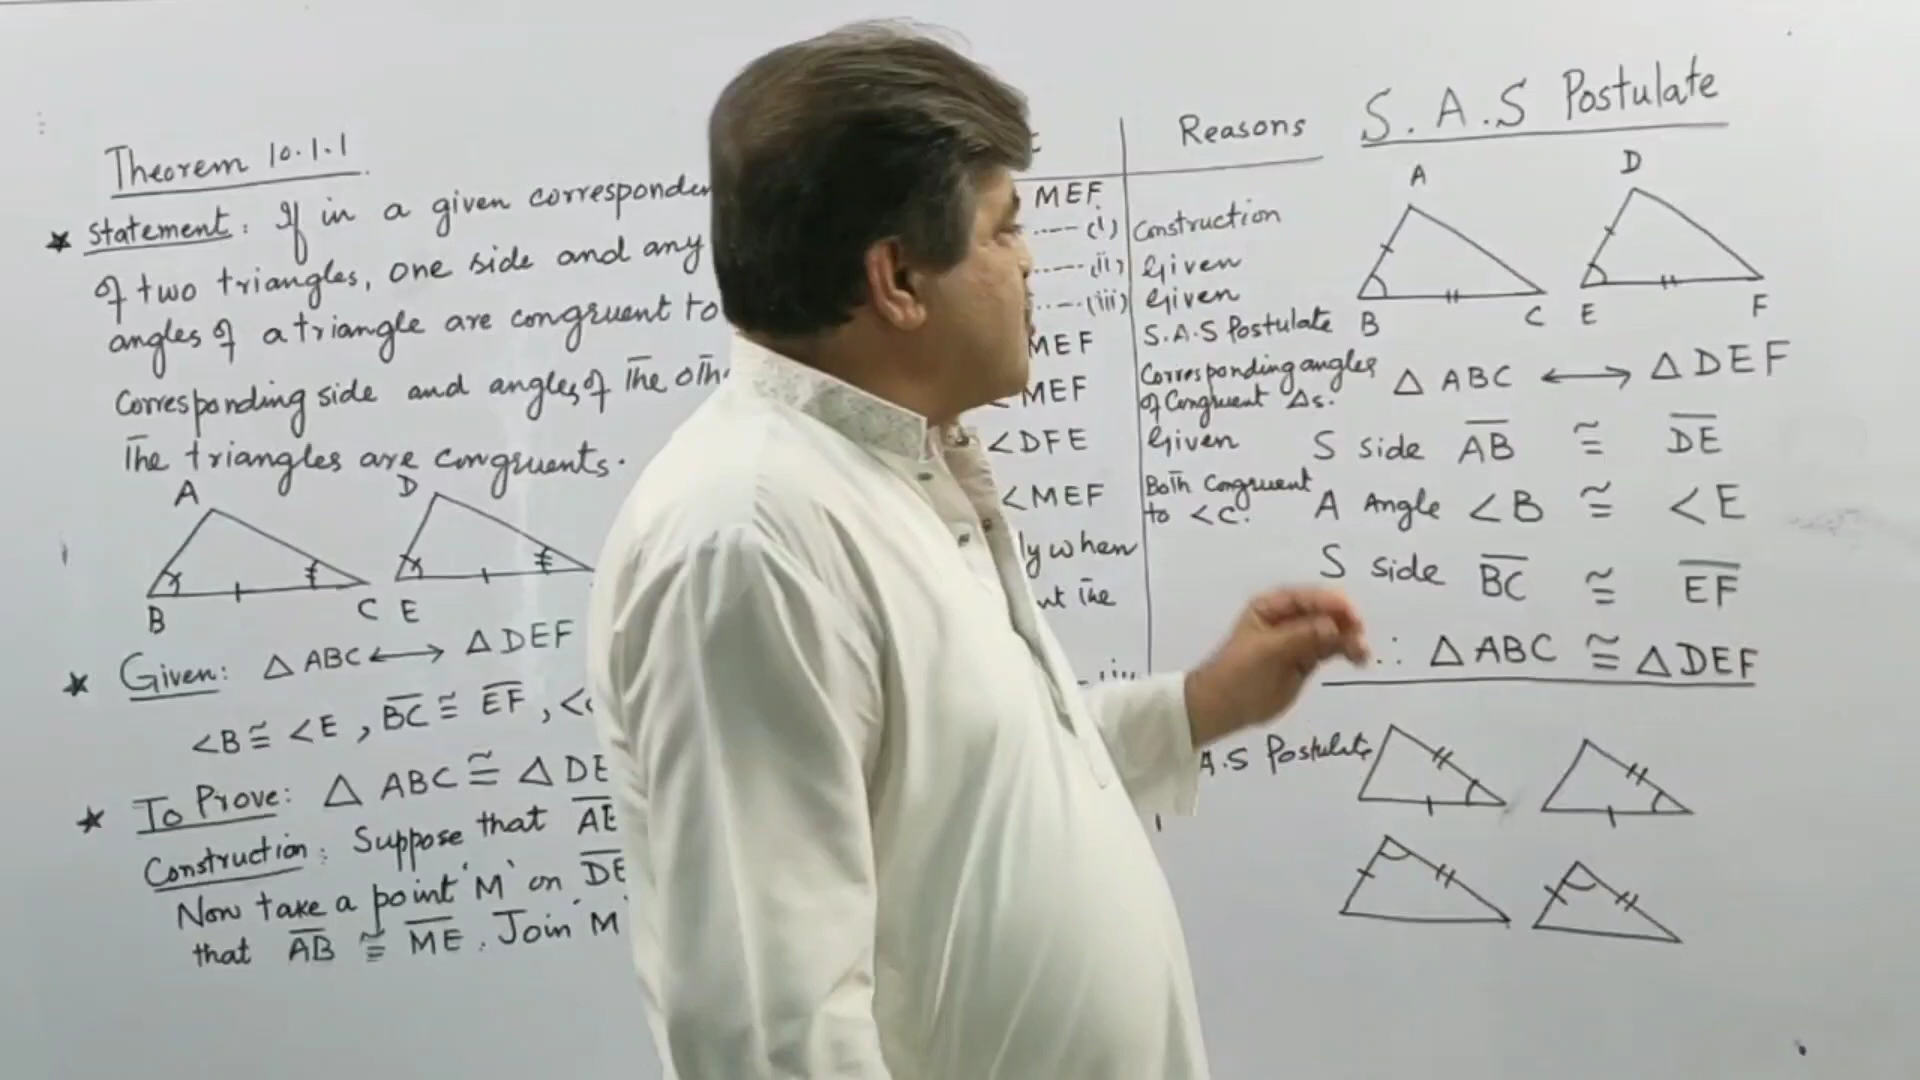 Theorem 10.1.1
★ Statement: If in a given
of two triangles, one side and any
angles of a triangle are congruent to
corresponding side and angles of The
The triangles are congruents.
A D
B C E
★ Given: △ ABC ⟷ △ DEF
∠B ≅ ∠E , BC ≅ EF ,
★ To Prove: △ ABC ≅ △ DE
Construction: Suppose that
Now take a point 'M' on DE
that AB ≅ ME . Join 'M'
Reasons
MEF
----(i) Construction
----(ii) Given
----(iii) Given
MEF S.A.S Postulate
∠MEF Corresponding angles
of Congruent △s.
∠DFE Given
∠MEF Both Congruent
to ∠C.
when
The
S.A.S Postulate
A D
B C E F
△ ABC ⟷ △ DEF
S side AB ≅ DE
A Angle ∠B ≅ ∠E
S side BC ≅ EF
∴ △ ABC ≅ △ DEF
A.S Postulate